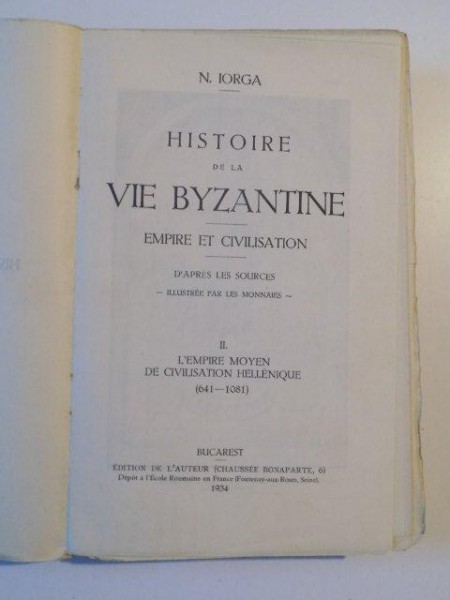 N. IORGA
HISTOIRE
DE LA
VIE BYZANTINE
EMPIRE ET CIVILISATION
D'APRÈS LES SOURCES
— ILLUSTRÉE PAR LES MONNAIES —
II.
L'EMPIRE MOYEN
DE CIVILISATION HELLÉNIQUE
(641—1081)
BUCAREST
ÉDITION DE L'AUTEUR (CHAUSSÉE BONAPARTE, 6)
Dépôt à l'École Roumaine en France (Fontenay-aux-Roses, Seine).
1934